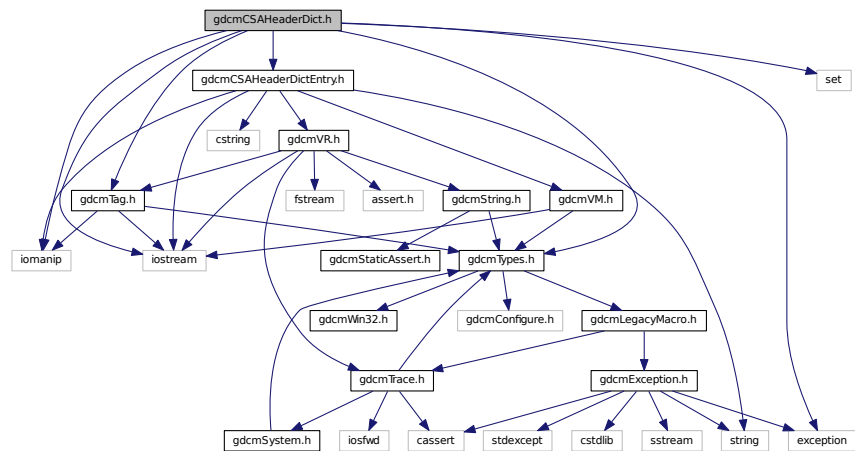 gdcmCSAHeaderDict.h
gdcmCSAHeaderDictEntry.h
set
cstring
gdcmVR.h
gdcmTag.h
fstream
assert.h
gdcmString.h
gdcmVM.h
iomanip
iostream
gdcmStaticAssert.h
gdcmTypes.h
gdcmWin32.h
gdcmConfigure.h
gdcmLegacyMacro.h
gdcmTrace.h
gdcmException.h
gdcmSystem.h
iosfwd
cassert
stdexcept
cstdlib
sstream
string
exception